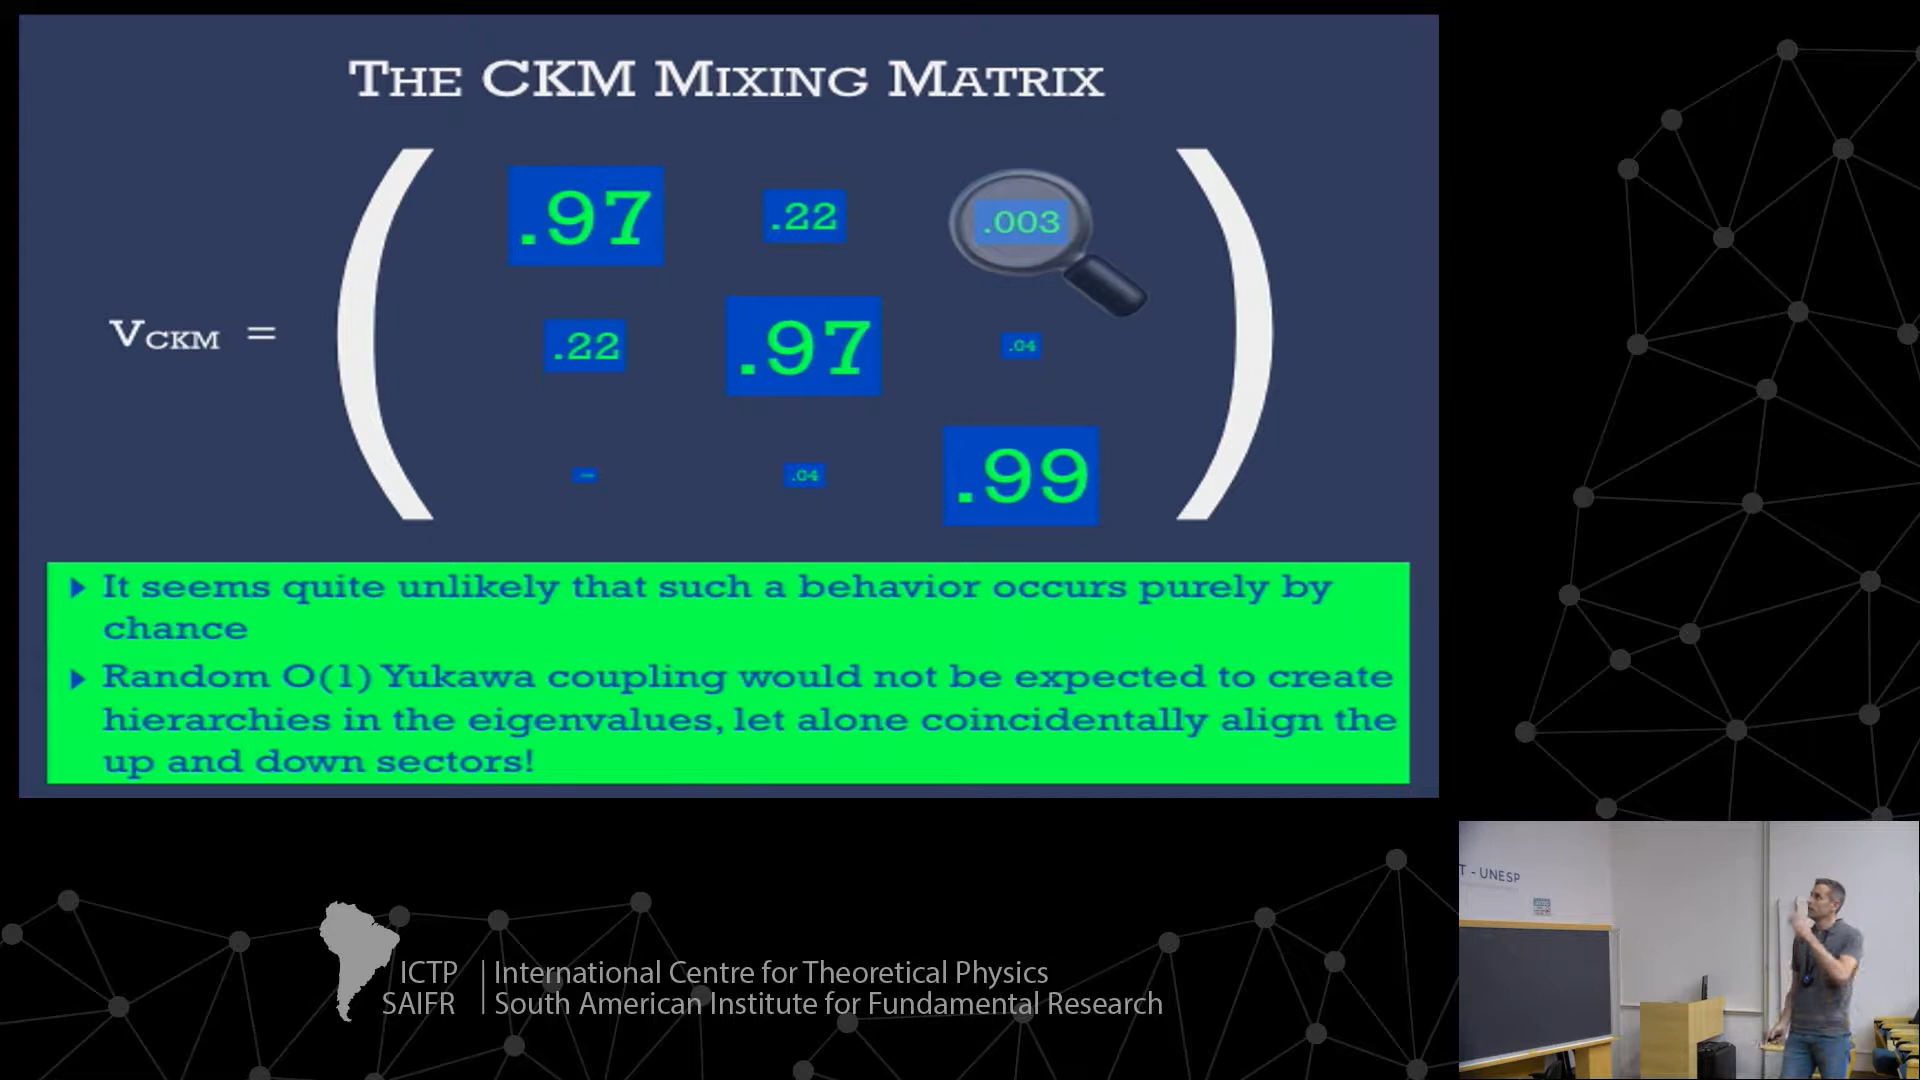 THE CKM MIXING MATRIX
.97 .22 .003
VCKM =
.22 .97 .04
.04 .99
It seems quite unlikely that such a behavior occurs purely by
chance
Random O(1) Yukawa coupling would not be expected to create
hierarchies in the eigenvalues, let alone coincidentally align the
up and down sectors!
T - UNESP
ICTP
SAIFR
International Centre for Theoretical Physics
South American Institute for Fundamental Research